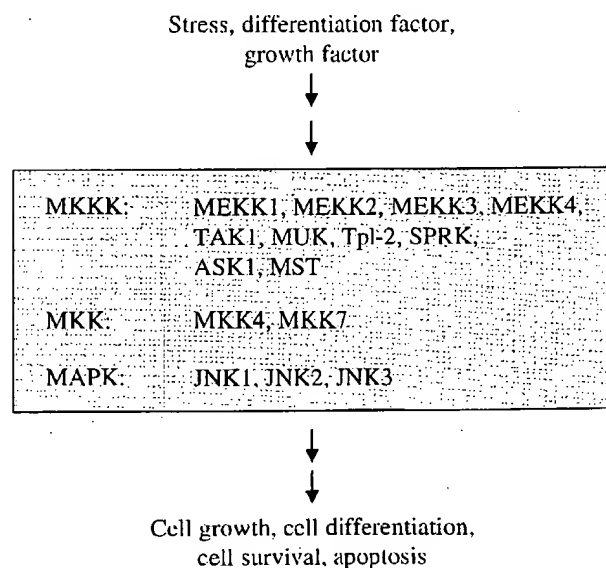 Stress, differentiation factor,
growth factor
MKKK: MEKK1, MEKK2, MEKK3, MEKK4,
TAK1, MUK, Tpl-2, SPRK,
ASK1, MST
MKK: MKK4, MKK7
MAPK: JNK1, JNK2, JNK3
Cell growth, cell differentiation,
cell survival, apoptosis